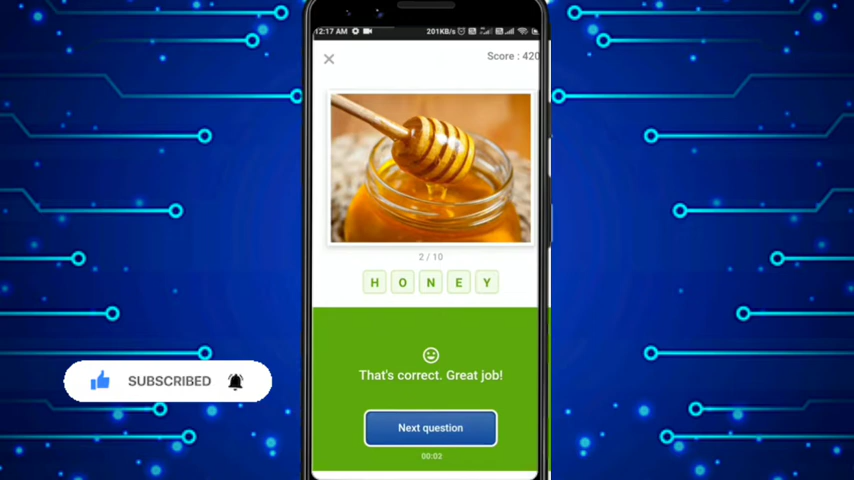 12:17 AM
201KB/s
Score : 420
2 / 10
H O N E Y
That's correct. Great job!
SUBSCRIBED
Next question
00:02